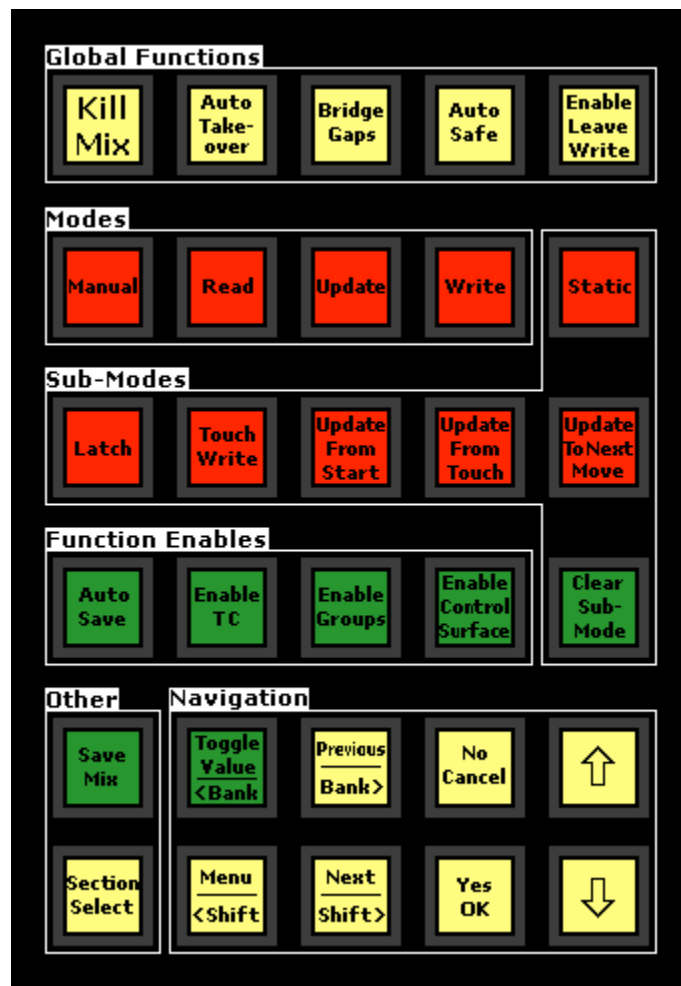 Global Functions
Kill
Mix
Auto
Take-
over
Bridge
Gaps
Auto
Safe
Enable
Leave
Write
Modes
Manual
Read
Update
Write
Static
Sub-Modes
Latch
Touch
Write
Update
From
Start
Update
From
Touch
Update
To Next
Move
Function Enables
Auto
Save
Enable
TC
Enable
Groups
Enable
Control
Surface
Clear
Sub-
Mode
Other
Save
Mix
Section
Select
Navigation
Toggle
Value
<Bank
Previous
Bank>
No
Cancel
Menu
<Shift
Next
Shift>
Yes
OK